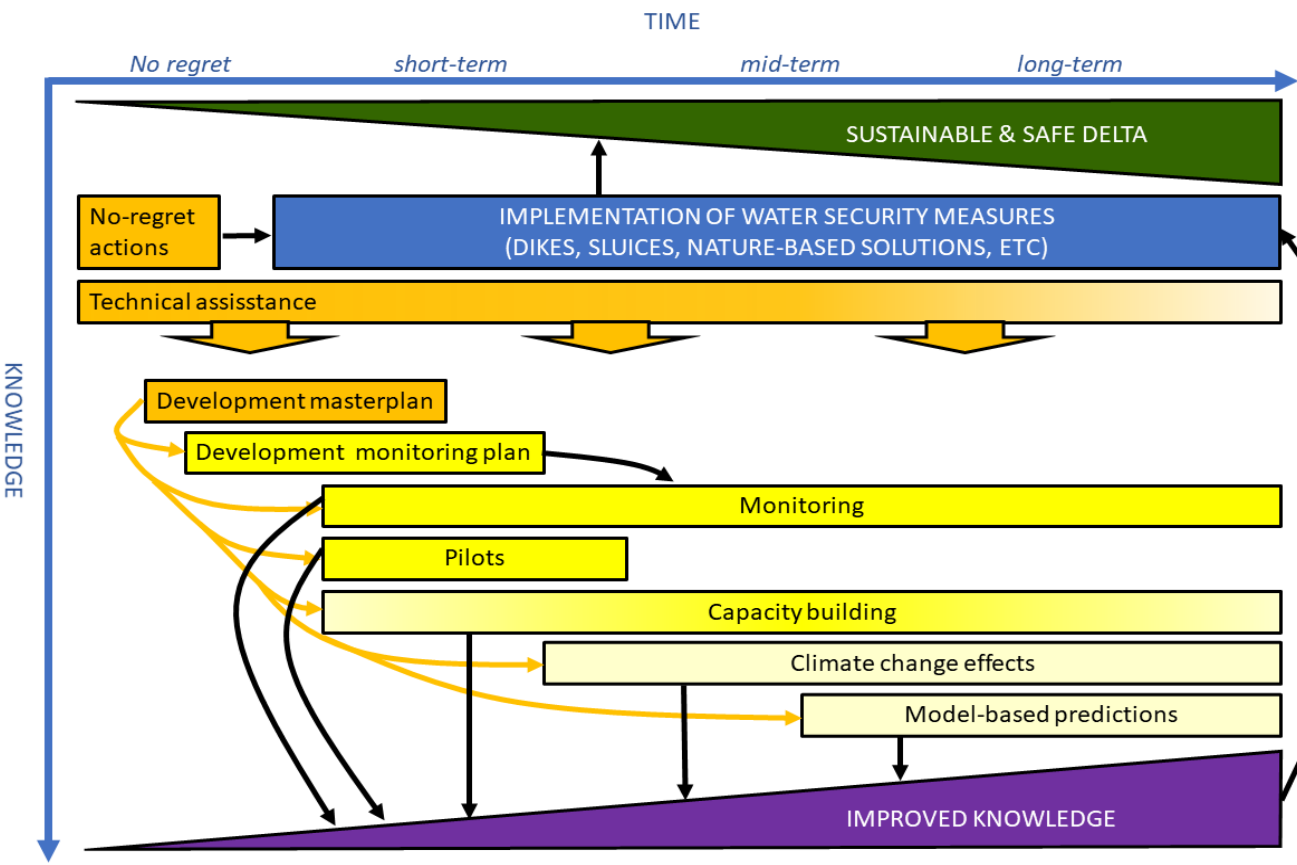 TIME
No regret short-term mid-term long-term
SUSTAINABLE & SAFE DELTA
No-regret
actions
IMPLEMENTATION OF WATER SECURITY MEASURES
(DIKES, SLUICES, NATURE-BASED SOLUTIONS, ETC)
Technical assisstance
KNOWLEDGE
Development masterplan
Development monitoring plan
Monitoring
Pilots
Capacity building
Climate change effects
Model-based predictions
IMPROVED KNOWLEDGE